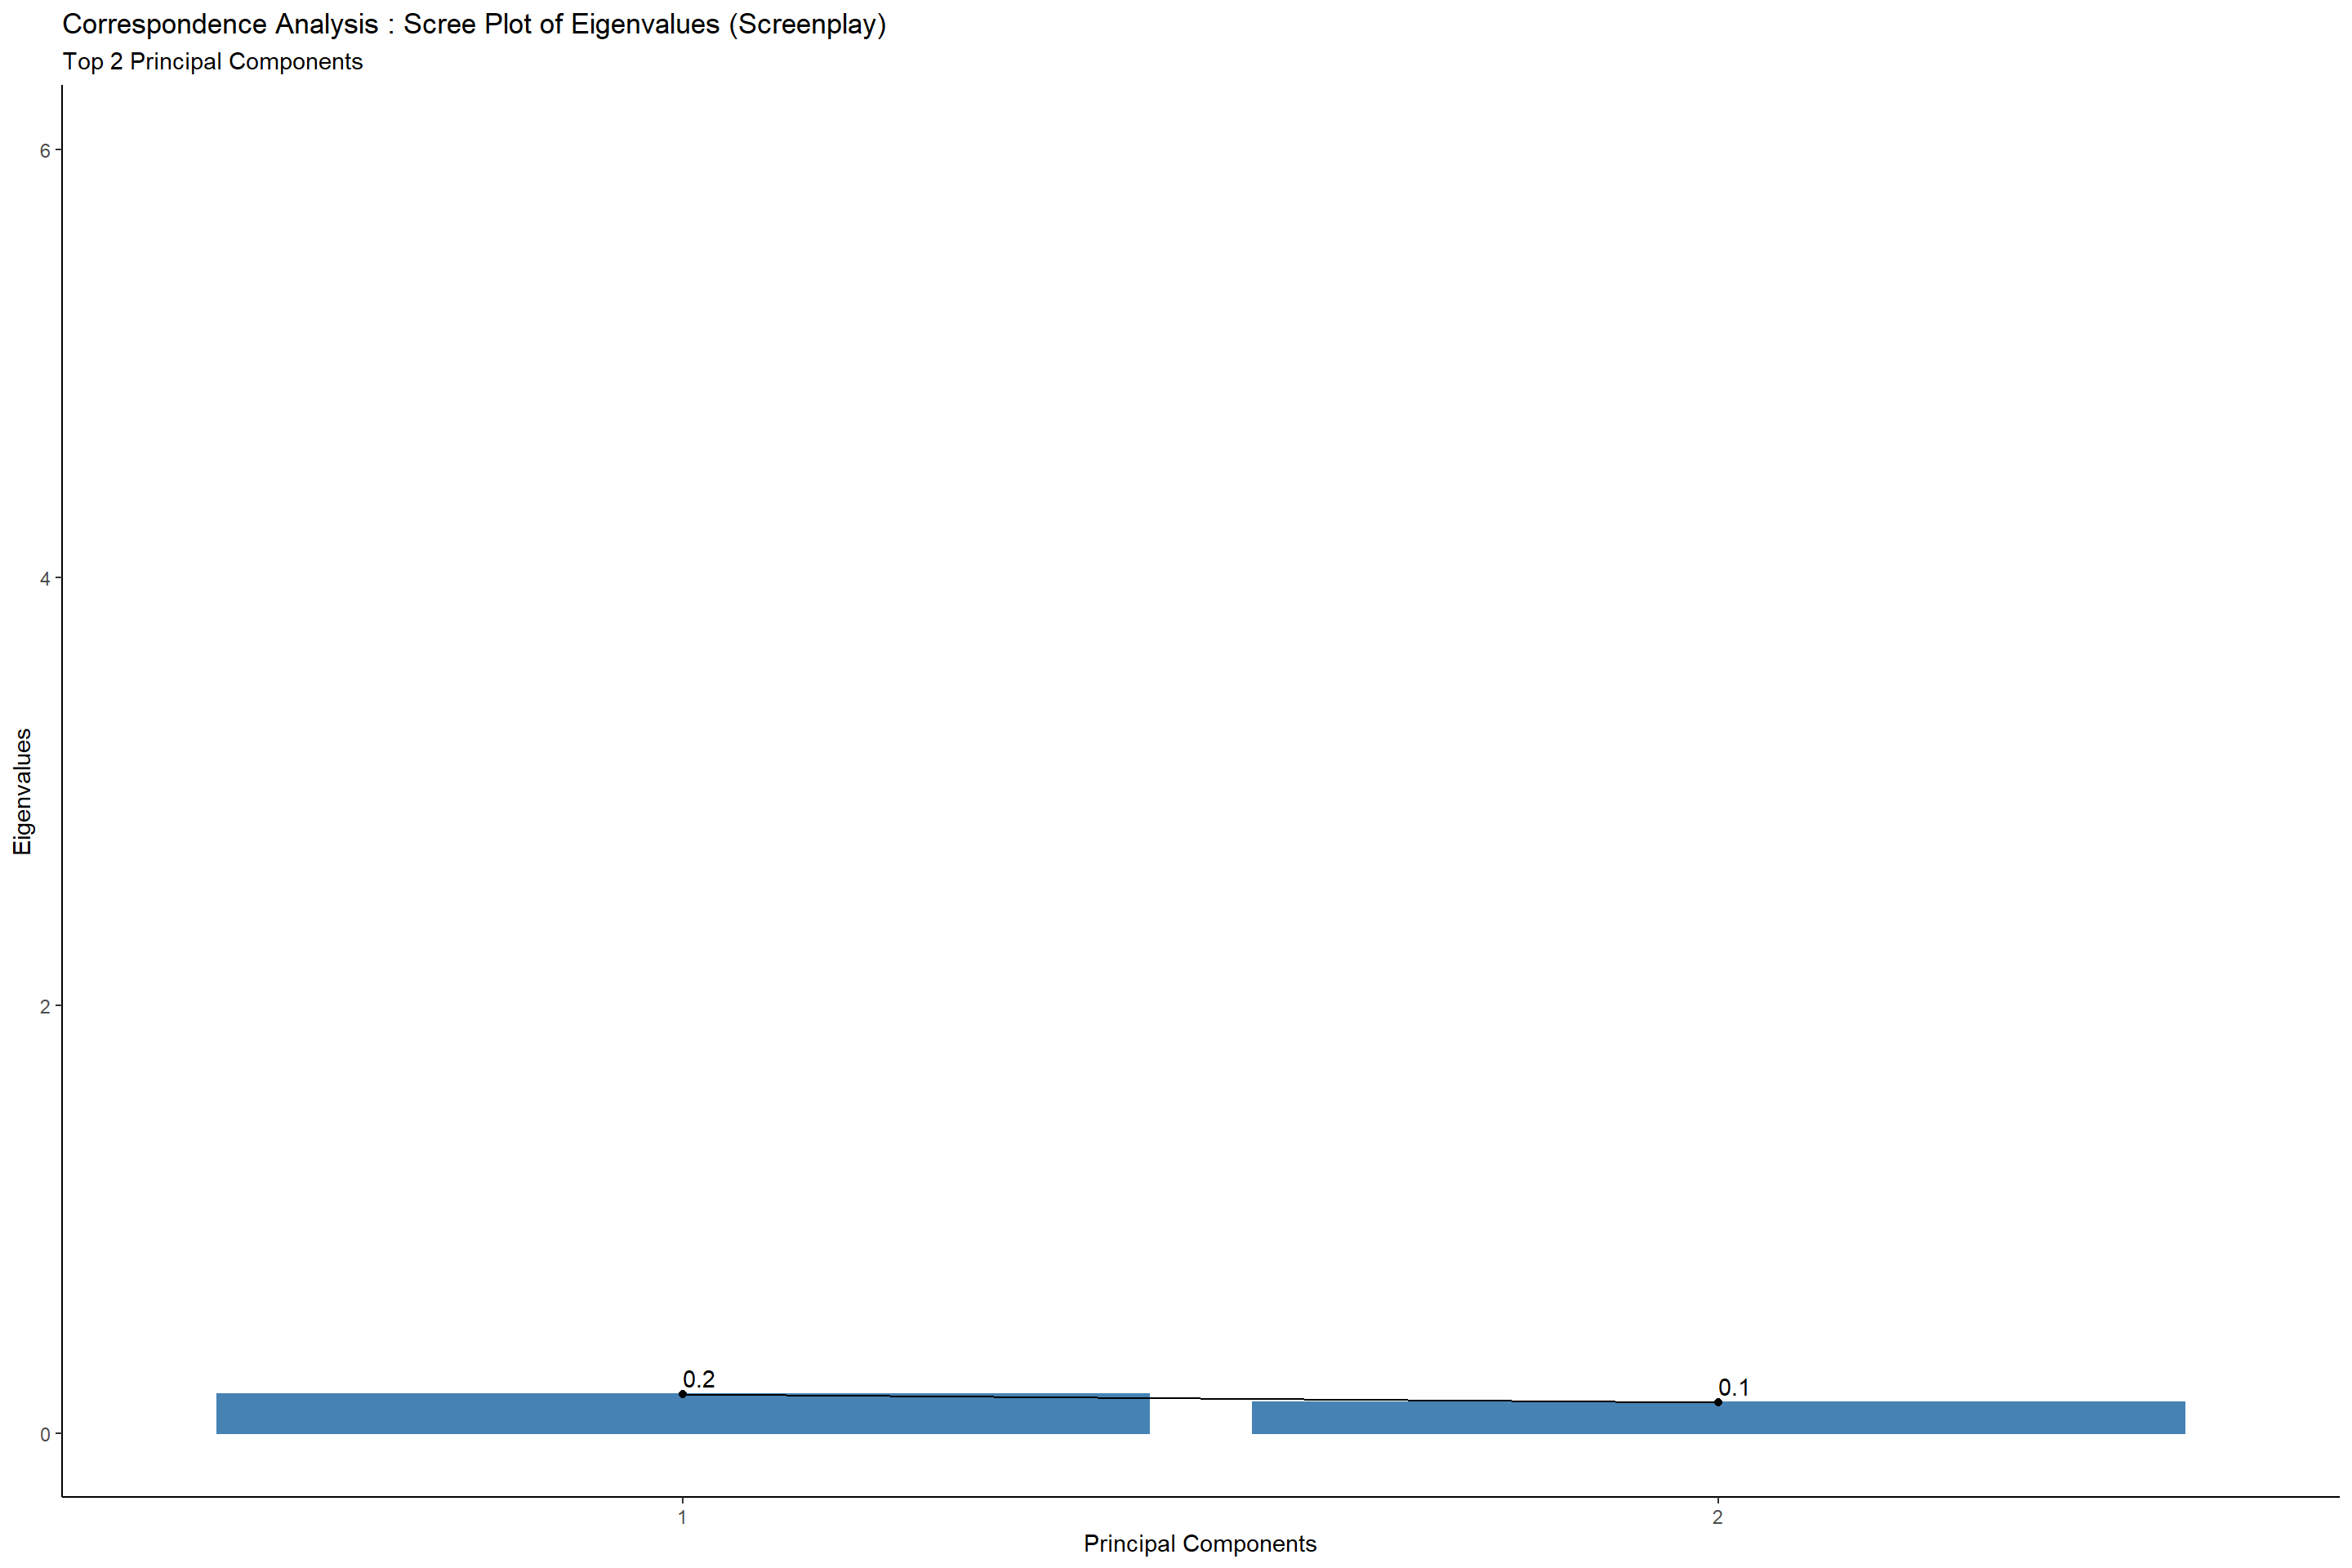 Correspondence Analysis : Scree Plot of Eigenvalues (Screenplay)
Top 2 Principal Components
6
4
2
0
Eigenvalues
0.2
0.1
1
2
Principal Components